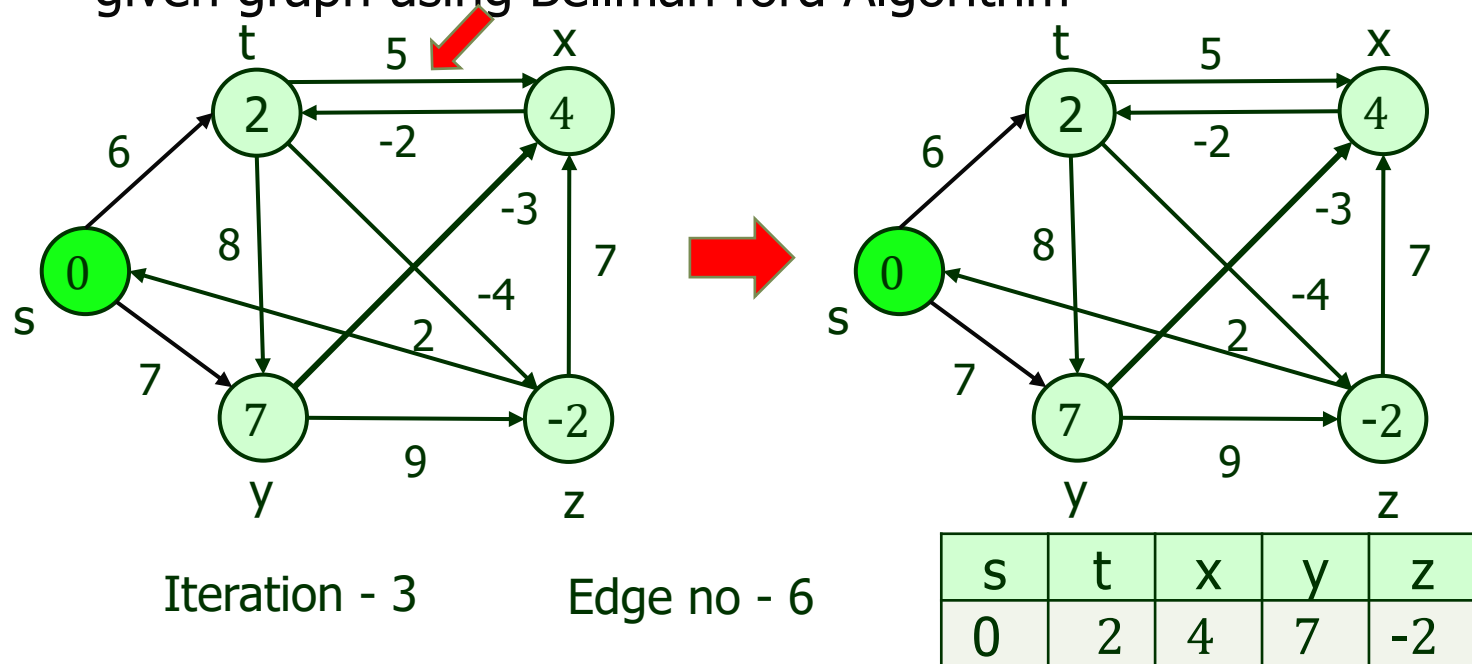 given graph using Bellman ford Algorithm
t 5 x t 5 x
2 4 2 4
6 -2 6 -2
-3 -3
8 7 8 7
0 0
-4 -4
s 2 s 2
7 7
7 -2 7 -2
9 9
y z y z
Iteration - 3 Edge no - 6
s t x y z
0 2 4 7 -2